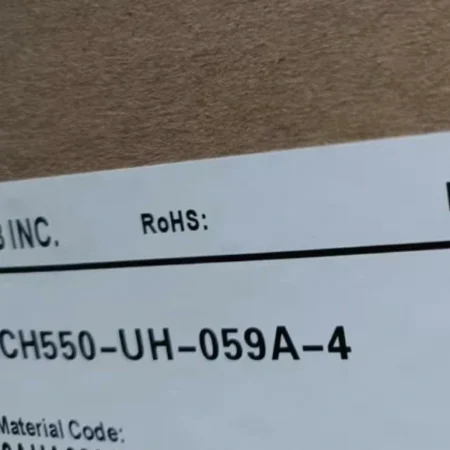 INC. RoHS:
CH550-UH-059A-4
Material Code: